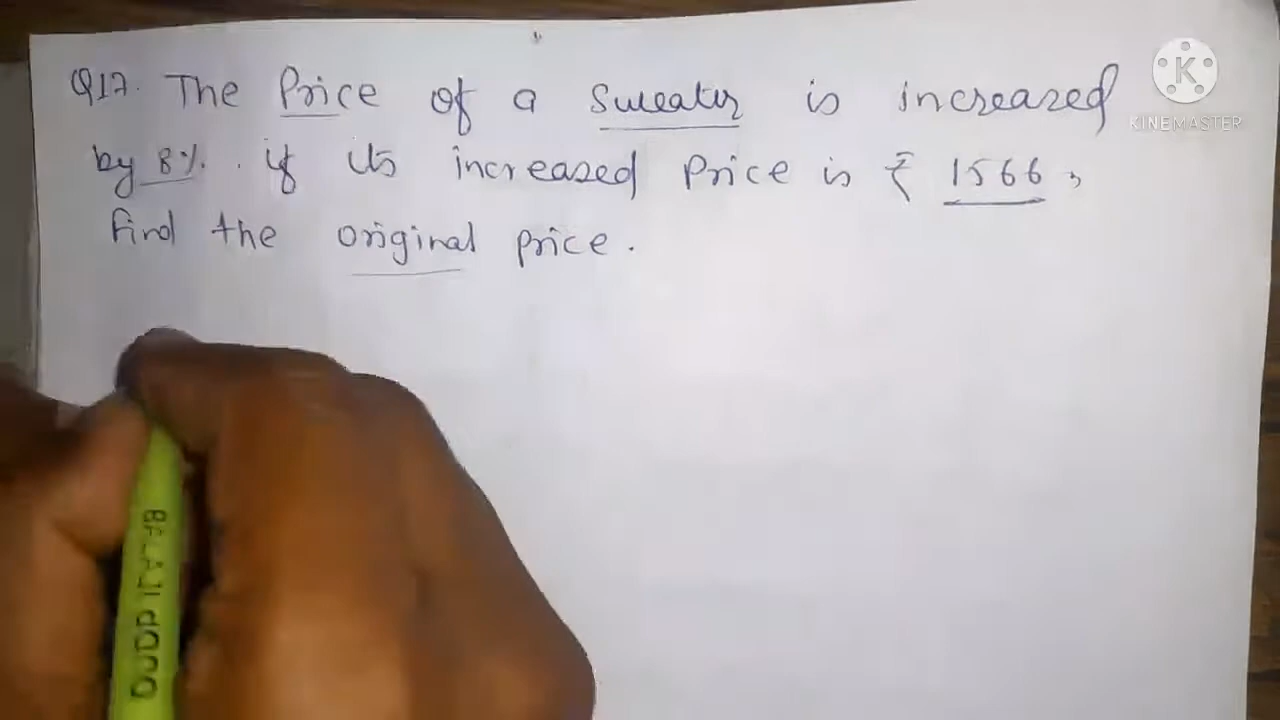 Q17. The Price of a Sweater is increased
by 8%. if its increased Price is ₹ 1566,
find the original price.
K
KINEMASTER
BALAJI